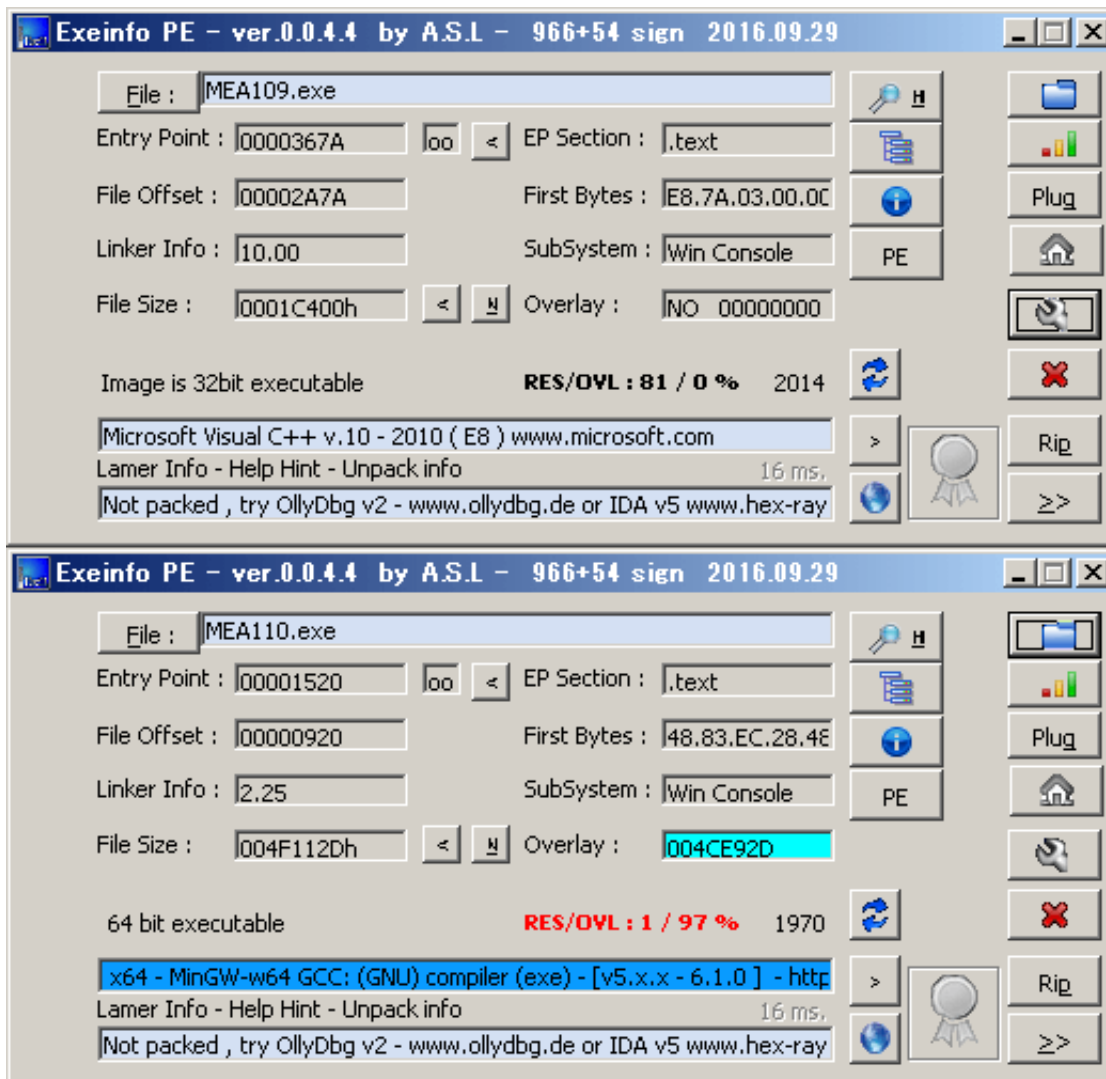 Exeinfo PE - ver.0.0.4.4 by A.S.L - 966+54 sign 2016.09.29
File : MEA109.exe H
Entry Point : 0000367A oo < EP Section : .text
File Offset : 00002A7A First Bytes : E8.7A.03.00.0C Plug
Linker Info : 10.00 SubSystem : Win Console PE
File Size : 0001C400h < N Overlay : NO 00000000
Image is 32bit executable RES/OVL : 81 / 0 % 2014
Microsoft Visual C++ v.10 - 2010 ( E8 ) www.microsoft.com > Rip
Lamer Info - Help Hint - Unpack info 16 ms.
Not packed , try OllyDbg v2 - www.ollydbg.de or IDA v5 www.hex-ray >>
Exeinfo PE - ver.0.0.4.4 by A.S.L - 966+54 sign 2016.09.29
File : MEA110.exe H
Entry Point : 00001520 oo < EP Section : .text
File Offset : 00000920 First Bytes : 48.83.EC.28.48 Plug
Linker Info : 2.25 SubSystem : Win Console PE
File Size : 004F112Dh < N Overlay : 004CE92D
64 bit executable RES/OVL : 1 / 97 % 1970
x64 - MinGW-w64 GCC: (GNU) compiler (exe) - [v5.x.x - 6.1.0 ] - http > Rip
Lamer Info - Help Hint - Unpack info 16 ms.
Not packed , try OllyDbg v2 - www.ollydbg.de or IDA v5 www.hex-ray >>